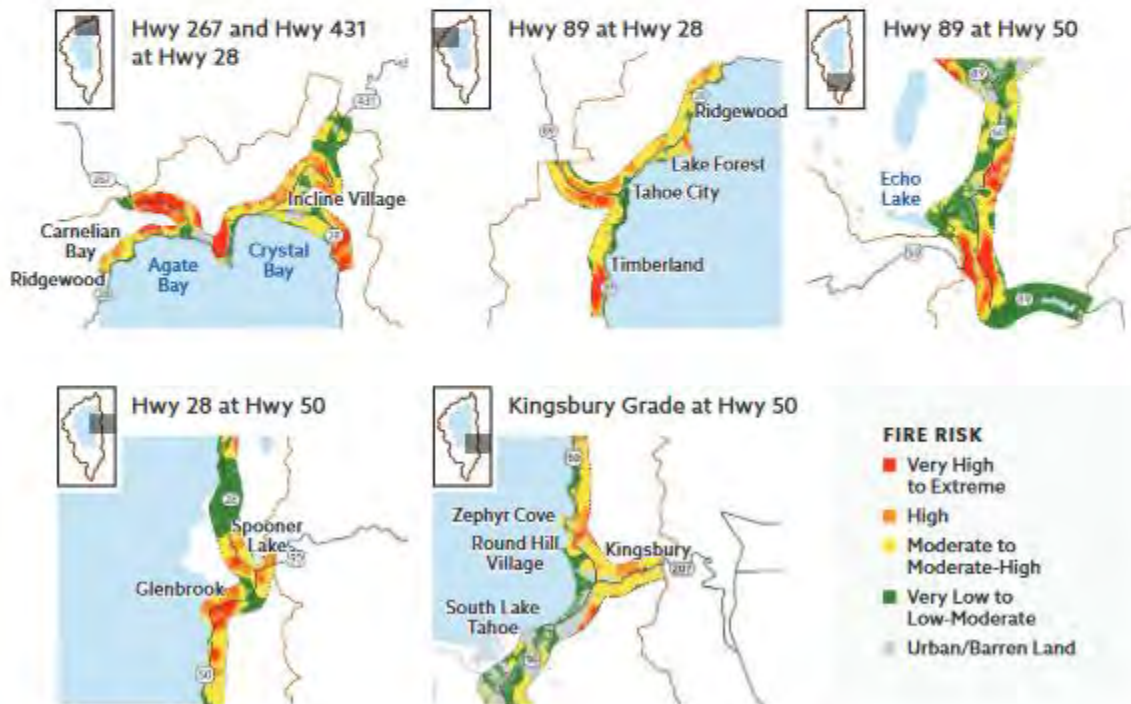 Hwy 267 and Hwy 431
at Hwy 28
431
267
Incline Village
Carnelian
Bay
28
Agate
Bay
Crystal
Bay
Ridgewood
Hwy 89 at 28
28
Ridgewood
89
Lake Forest
Tahoe City
Timberland
Hwy 89 at 50
89
50
Echo
Lake
50
89
Hwy 28 at Hwy 50
28
Spooner
Lake
50
Glenbrook
50
Kingsbury Grade at Hwy 50
50
Zephyr Cove
Round Hill
Village
Kingsbury
207
South Lake
Tahoe
50
FIRE RISK
Very High
to Extreme
High
Moderate to
Moderate-High
Very Low to
Low-Moderate
Urban/Barren Land